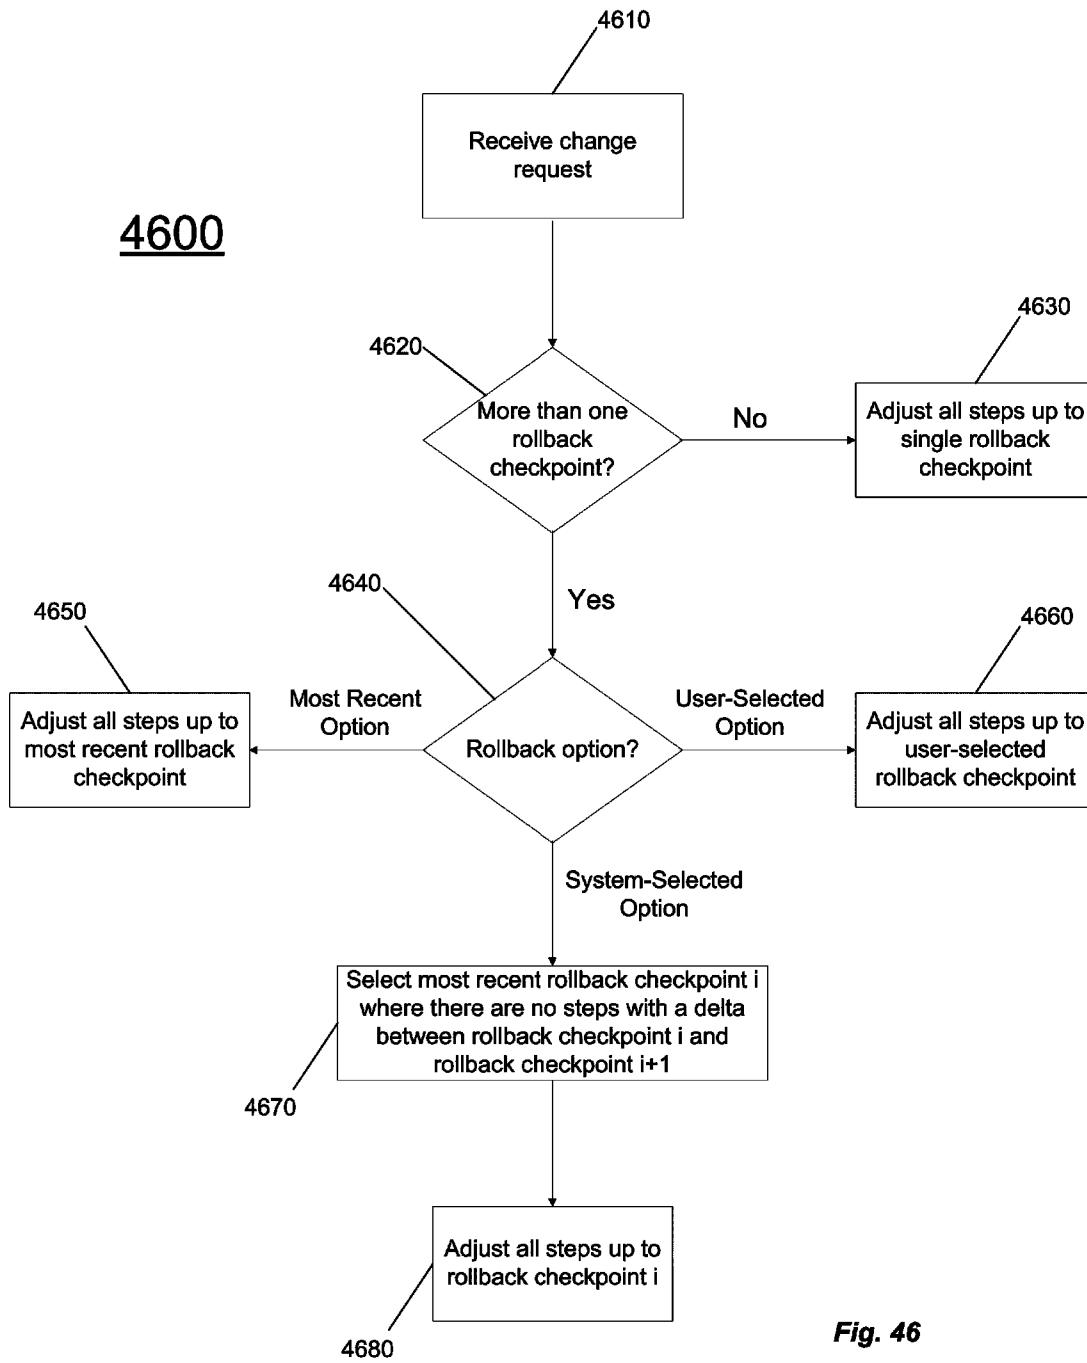 4610
Receive change
request
4600
4620
More than one
rollback
checkpoint?
No
4630
Adjust all steps up to
single rollback
checkpoint
Yes
4640
4650
Adjust all steps up to
most recent rollback
checkpoint
Most Recent
Option
Rollback option?
User-Selected
Option
4660
Adjust all steps up to
user-selected
rollback checkpoint
System-Selected
Option
Select most recent rollback checkpoint i
where there are no steps with a delta
between rollback checkpoint i and
rollback checkpoint i+1
4670
Adjust all steps up to
rollback checkpoint i
4680
Fig. 46